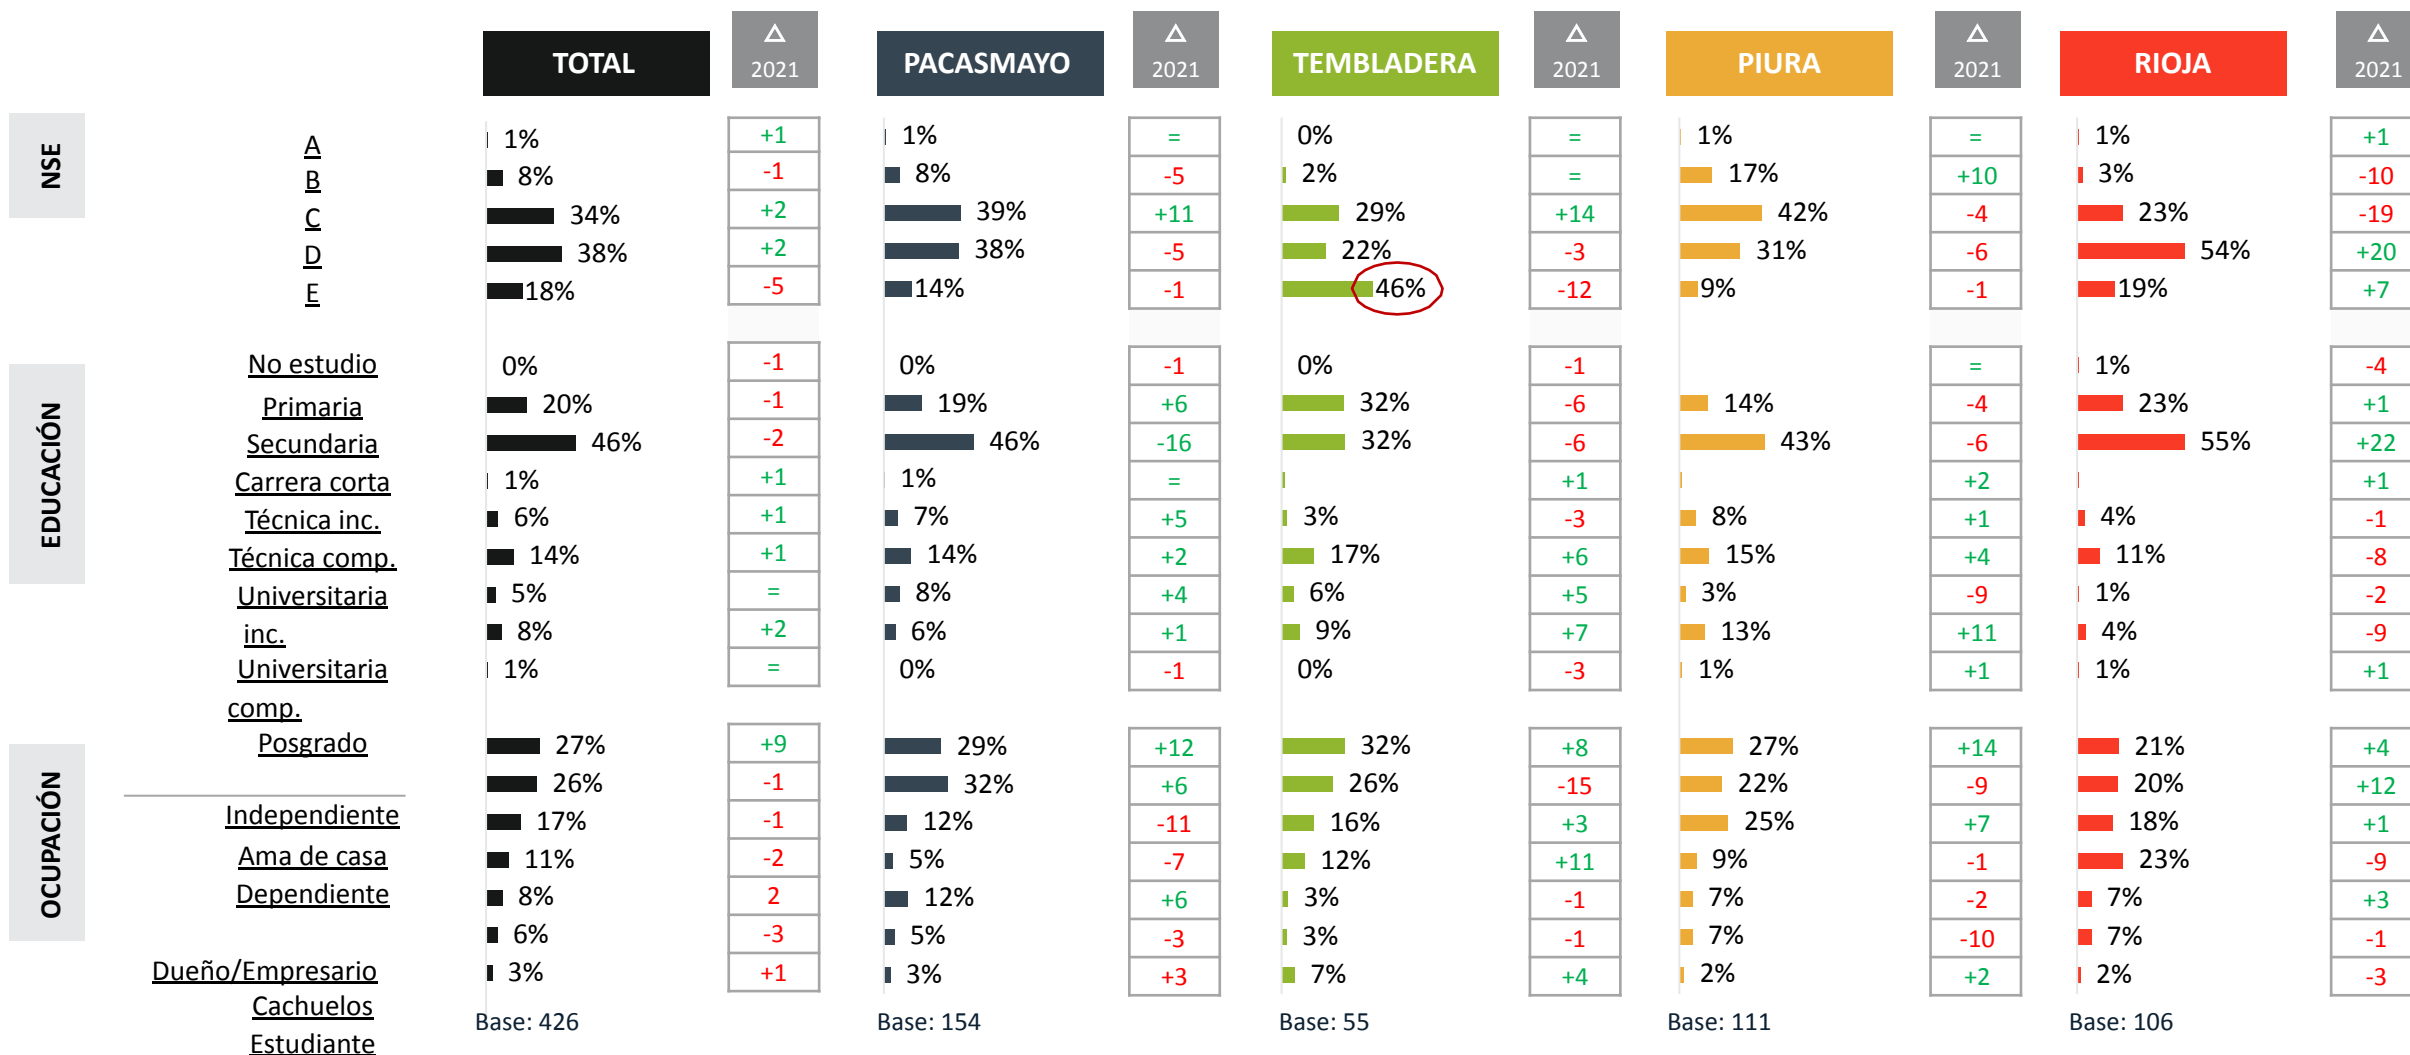 TOTAL △ 2021 PACASMAYO △ 2021 TEMBLADERA △ 2021 PIURA △ 2021 RIOJA △ 2021
NSE
A 1% +1 1% = 0% = 1% = 1% +1
B 8% -1 8% -5 2% = 17% +10 3% -10
C 34% +2 39% +11 29% +14 42% -4 23% -19
D 38% +2 38% -5 22% -3 31% -6 54% +20
E 18% -5 14% -1 46% -12 9% -1 19% +7
EDUCACIÓN
No estudio 0% -1 0% -1 0% -1 = 1% -4
Primaria 20% -1 19% +6 32% -6 14% -4 23% +1
Secundaria 46% -2 46% -16 32% -6 43% -6 55% +22
Carrera corta 1% +1 1% = +1 +2 +1
Técnica inc. 6% +1 7% +5 3% -3 8% +1 4% -1
Técnica comp. 14% +1 14% +2 17% +6 15% +4 11% -8
Universitaria 5% = 8% +4 6% +5 3% -9 1% -2
inc. 8% +2 6% +1 9% +7 13% +11 4% -9
Universitaria 1% = 0% -1 0% -3 1% +1 1% +1
comp.
Posgrado 27% +9 29% +12 32% +8 27% +14 21% +4
OCUPACIÓN
26% -1 32% +6 26% -15 22% -9 20% +12
Independiente 17% -1 12% -11 16% +3 25% +7 18% +1
Ama de casa 11% -2 5% -7 12% +11 9% -1 23% -9
Dependiente 8% 2 12% +6 3% -1 7% -2 7% +3
6% -3 5% -3 3% -1 7% -10 7% -1
Dueño/Empresario 3% +1 3% +3 7% +4 2% +2 2% -3
Cachuelos
Base: 426 Base: 154 Base: 55 Base: 111 Base: 106
Estudiante